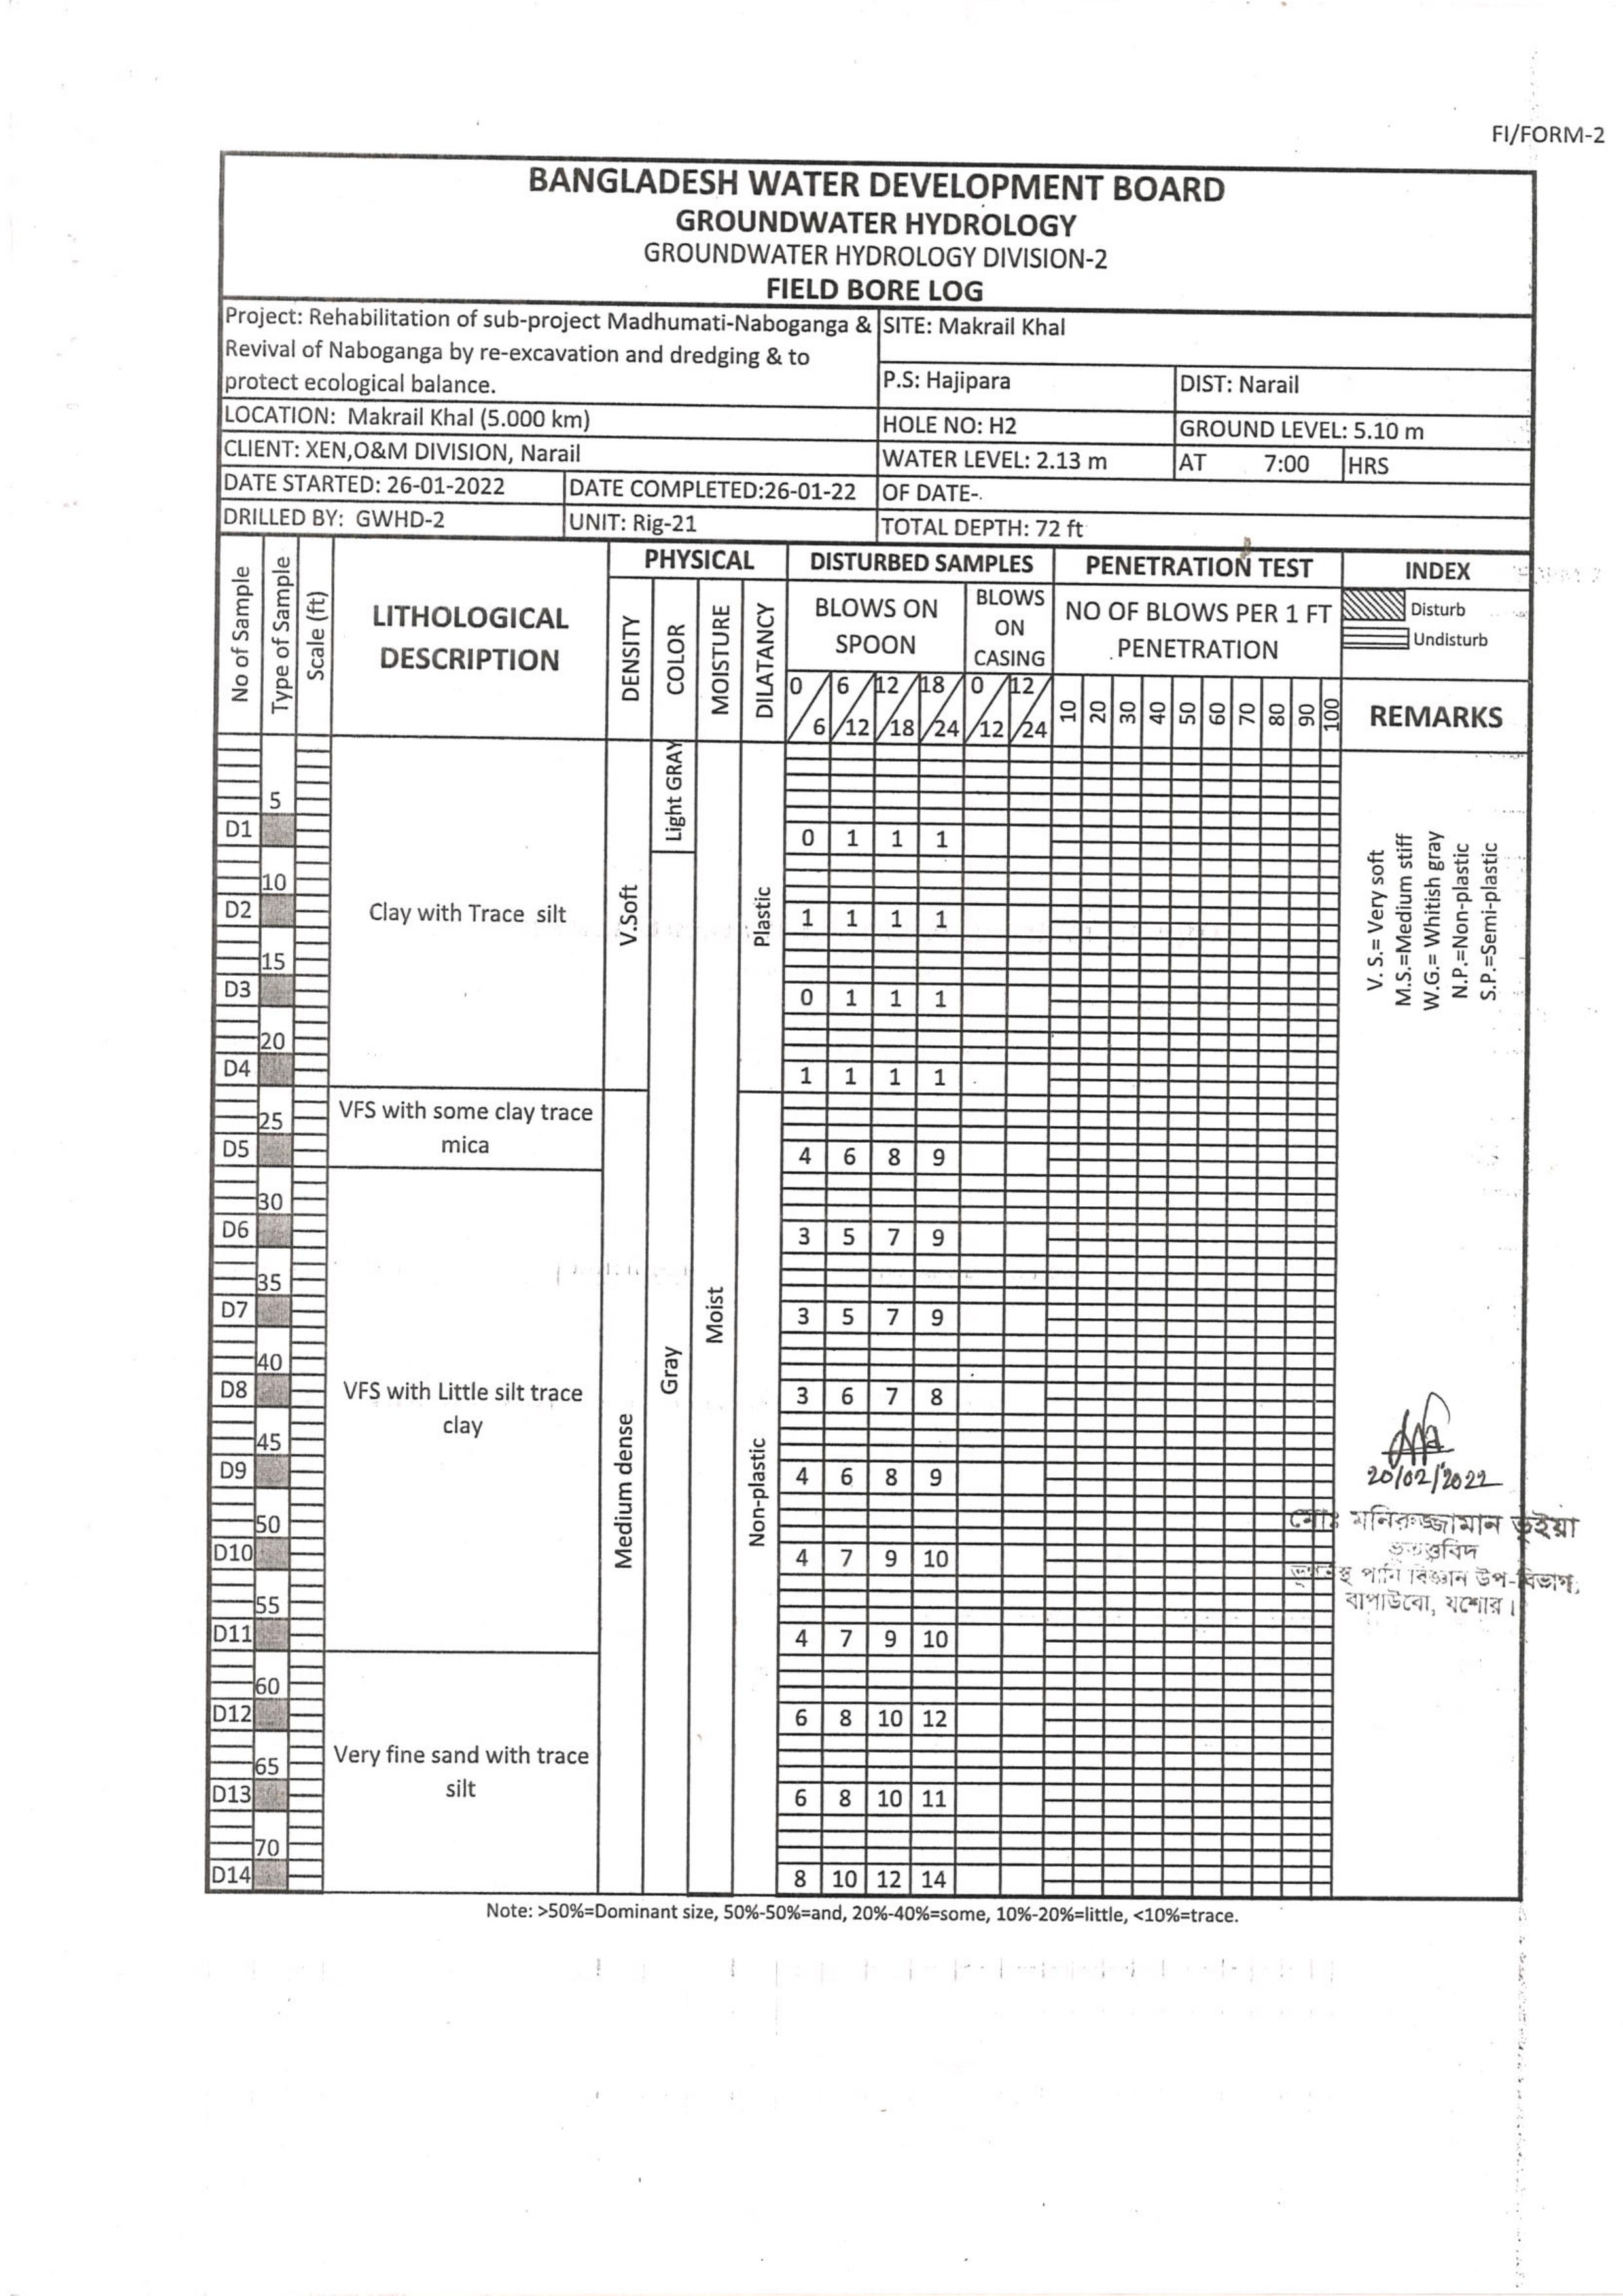 FI/FORM-2
BANGLADESH WATER DEVELOPMENT BOARD
GROUNDWATER HYDROLOGY
GROUNDWATER HYDROLOGY DIVISION-2
FIELD BORE LOG
Project: Rehabilitation of sub-project Madhumati-Naboganga &
Revival of Naboganga by re-excavation and dredging & to
protect ecological balance.
SITE: Makrail Khal
P.S: Hajipara DIST: Narail
LOCATION: Makrail Khal (5.000 km) HOLE NO: H2 GROUND LEVEL: 5.10 m
CLIENT: XEN,O&M DIVISION, Narail WATER LEVEL: 2.13 m AT 7:00 HRS
DATE STARTED: 26-01-2022 DATE COMPLETED:26-01-22 OF DATE-.
DRILLED BY: GWHD-2 UNIT: Rig-21 TOTAL DEPTH: 72 ft
No of Sample
Type of Sample
Scale (ft)
LITHOLOGICAL
DESCRIPTION
PHYSICAL
DENSITY
COLOR
MOISTURE
DILATANCY
DISTURBED SAMPLES
BLOWS ON
SPOON
BLOWS
ON
CASING
0 6 12 18 0 12
6 12 18 24 12 24
PENETRATION TEST
NO OF BLOWS PER 1 FT
PENETRATION
10 20 30 40 50 60 70 80 90 100
INDEX
Disturb
Undisturb
REMARKS
5
D1 0 1 1 1
10
D2 1 1 1 1
15
D3 0 1 1 1
20
D4 1 1 1 1
25
D5 4 6 8 9
30
D6 3 5 7 9
35
D7 3 5 7 9
40
D8 3 6 7 8
45
D9 4 6 8 9
50
D10 4 7 9 10
55
D11 4 7 9 10
60
D12 6 8 10 12
65
D13 6 8 10 11
70
D14 8 10 12 14
Clay with Trace silt
VFS with some clay trace
mica
VFS with Little silt trace
clay
Very fine sand with trace
silt
V.Soft
Medium dense
Light GRAY
Gray
Moist
Plastic
Non-plastic
V. S.= Very soft
M.S.=Medium stiff
W.G.= Whitish gray
N.P.=Non-plastic
S.P.=Semi-plastic
20/02/2022
মোঃ মনিরুজ্জামান ভূইয়া
ভূতত্ত্ববিদ
ভূগর্ভস্থ পানি বিজ্ঞান উপ-বিভাগ,
বাপাউবো, যশোর।
Note: >50%=Dominant size, 50%-50%=and, 20%-40%=some, 10%-20%=little, <10%=trace.